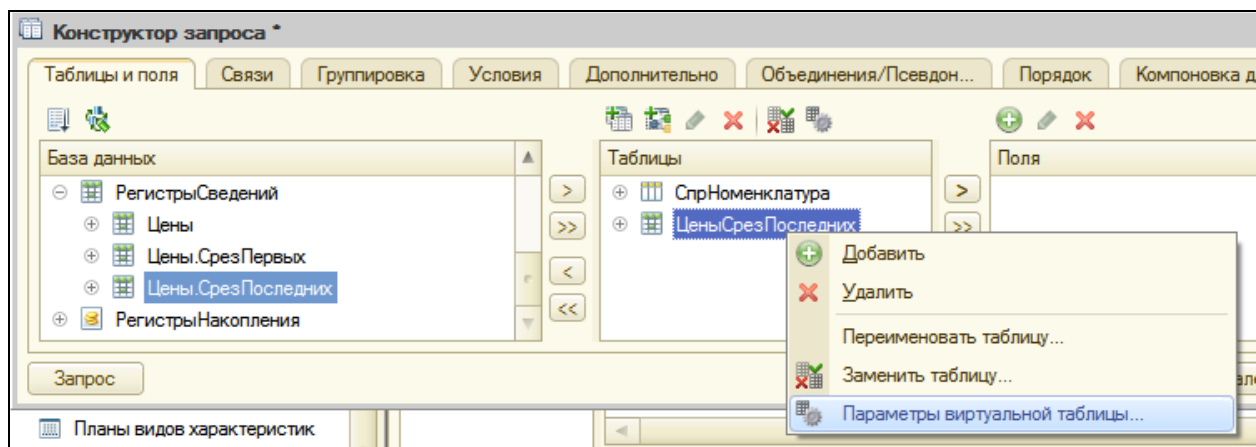 Конструктор запроса *
Таблицы и поля Связи Группировка Условия Дополнительно Объединения/Псевдон... Порядок Компоновка д
База данных Таблицы Поля
РегистрыСведений СпрНоменклатура >
> ЦеныСрезПоследних >>
Цены
>> Добавить
Цены.СрезПервых
< Удалить
Цены.СрезПоследних
<<
РегистрыНакопления
Переименовать таблицу...
Запрос Заменить таблицу...
Параметры виртуальной таблицы...
Планы видов характеристик